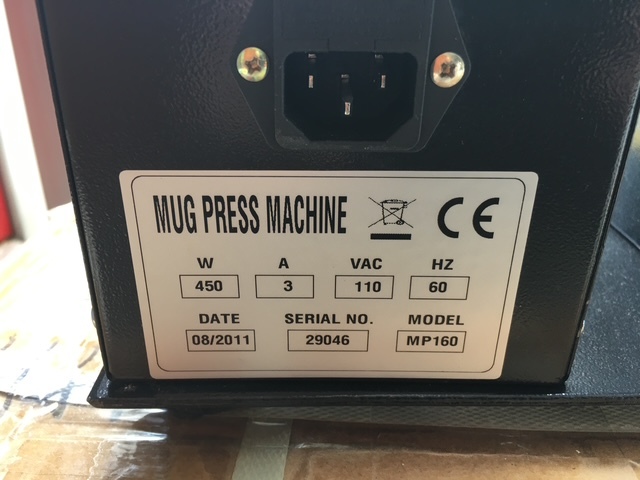 MUG PRESS MACHINE CE
W A VAC HZ
450 3 110 60
DATE SERIAL NO. MODEL
08/2011 29046 MP160